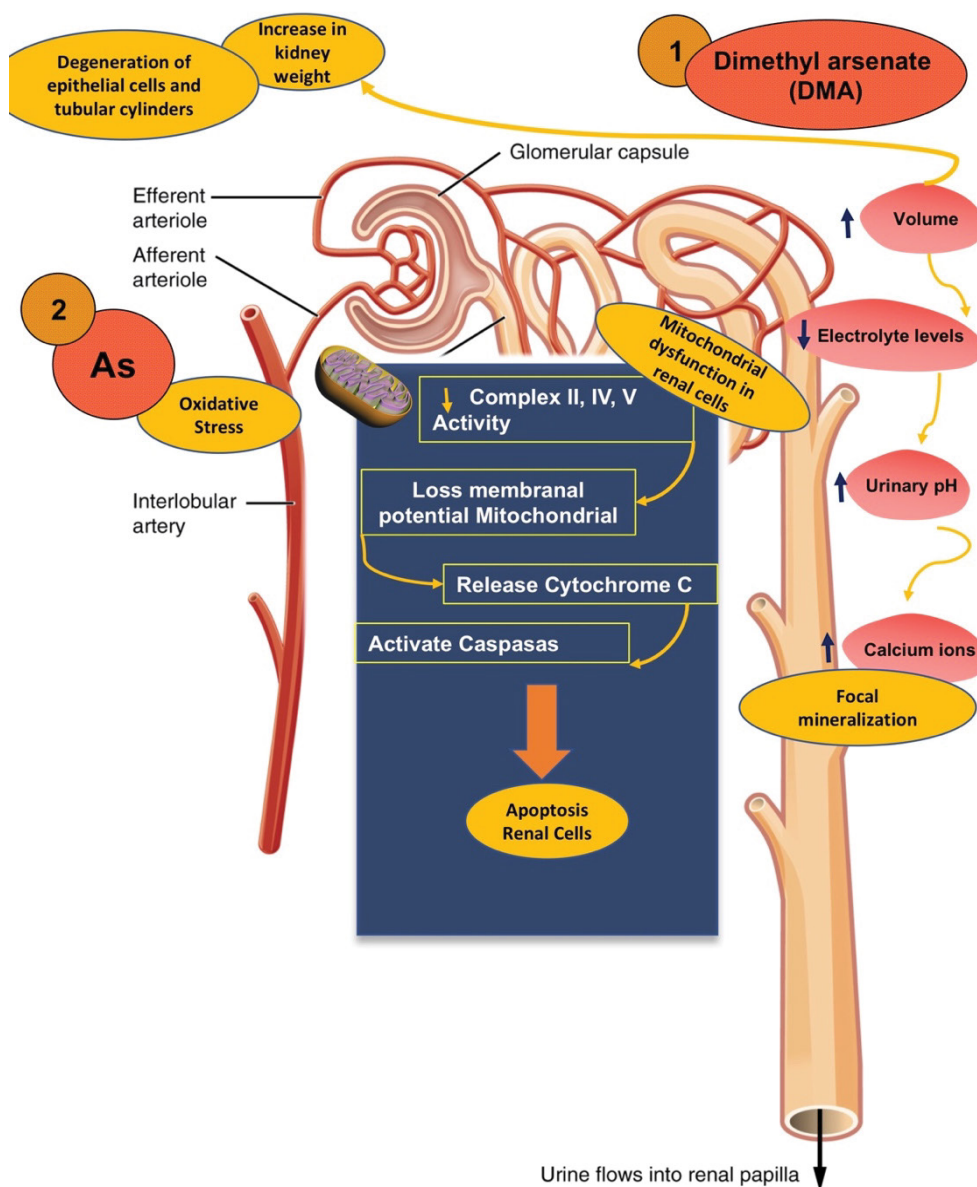 Increase in
kidney
weight
Degeneration of
epithelial cells and
tubular cylinders
1
Dimethyl arsenate
(DMA)
Glomerular capsule
Efferent
arteriole
Afferent
arteriole
Volume
2
As
Oxidative
Stress
Mitochondrial
dysfunction in
renal cells
Electrolyte levels
Complex II, IV, V
Activity
Interlobular
artery
Loss membranal
potential Mitochondrial
Urinary pH
Release Cytochrome C
Activate Caspasas
Calcium ions
Focal
mineralization
Apoptosis
Renal Cells
Urine flows into renal papilla